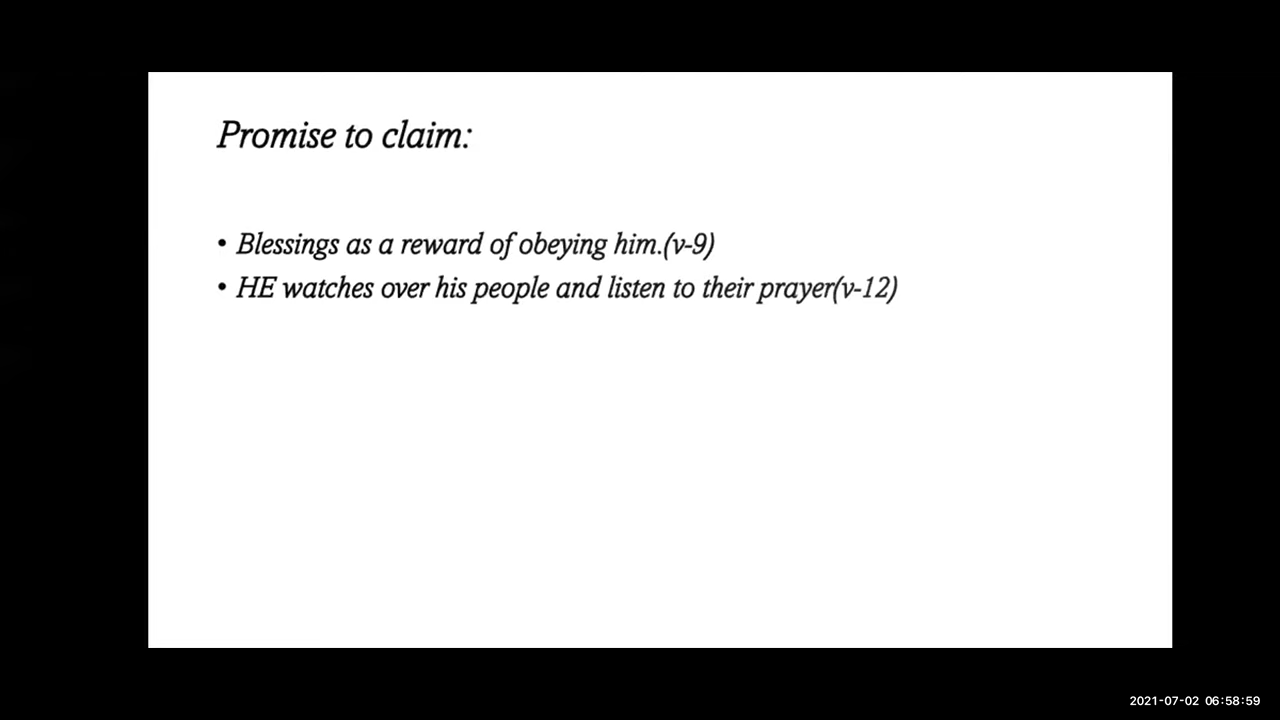 Promise to claim:
• Blessings as a reward of obeying him.(v-9)
• HE watches over his people and listen to their prayer(v-12)
2021-07-02 06:58:59